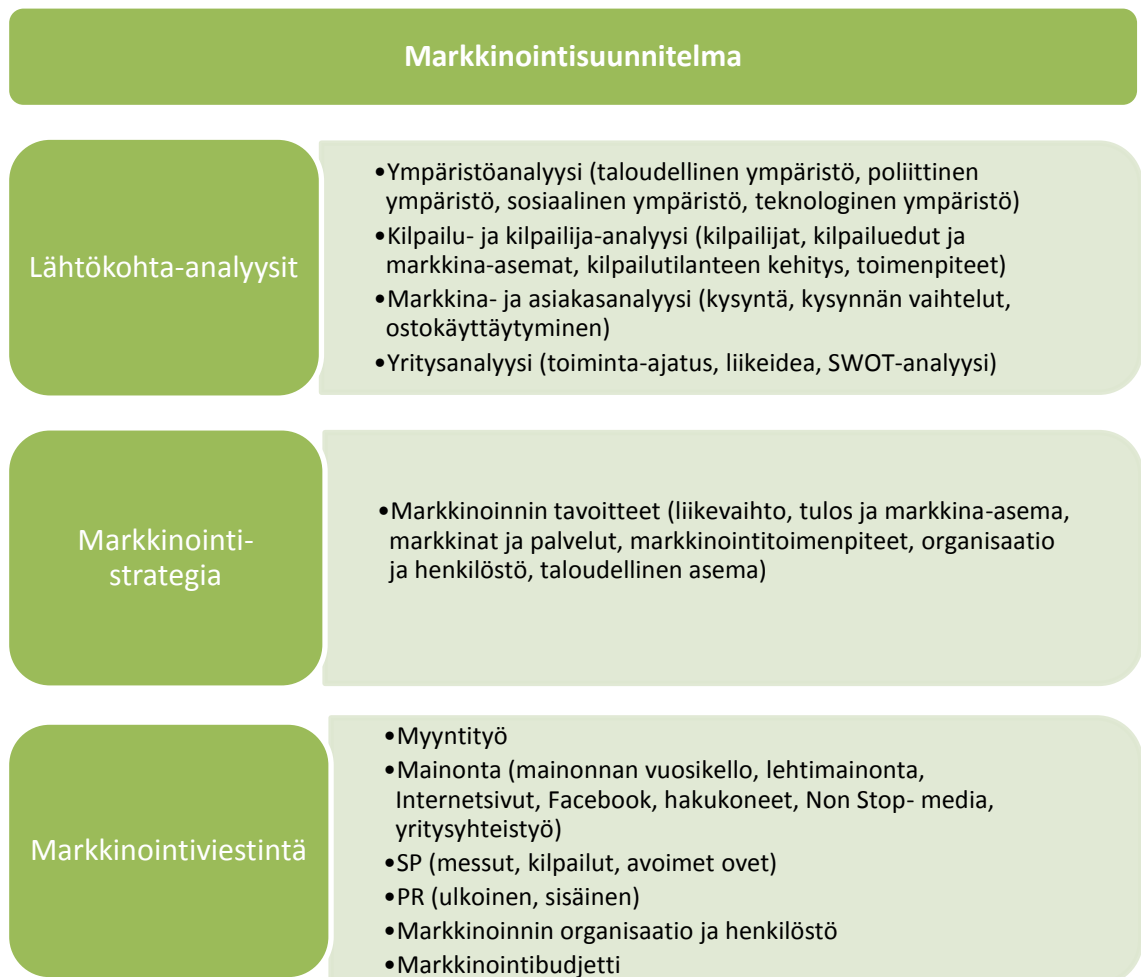 Markkinointisuunnitelma
Lähtökohta-analyysit
•Ympäristöanalyysi (taloudellinen ympäristö, poliittinen
ympäristö, sosiaalinen ympäristö, teknologinen ympäristö)
•Kilpailu- ja kilpailija-analyysi (kilpailijat, kilpailuedut ja
markkina-asemat, kilpailutilanteen kehitys, toimenpiteet)
•Markkina- ja asiakasanalyysi (kysyntä, kysynnän vaihtelut,
ostokäyttäytyminen)
•Yritysanalyysi (toiminta-ajatus, liikeidea, SWOT-analyysi)
Markkinointi-
strategia
•Markkinoinnin tavoitteet (liikevaihto, tulos ja markkina-asema,
markkinat ja palvelut, markkinointitoimenpiteet, organisaatio
ja henkilöstö, taloudellinen asema)
Markkinointiviestintä
•Myyntityö
•Mainonta (mainonnan vuosikello, lehtimainonta,
Internetsivut, Facebook, hakukoneet, Non Stop- media,
yritysyhteistyö)
•SP (messut, kilpailut, avoimet ovet)
•PR (ulkoinen, sisäinen)
•Markkinoinnin organisaatio ja henkilöstö
•Markkinointibudjetti